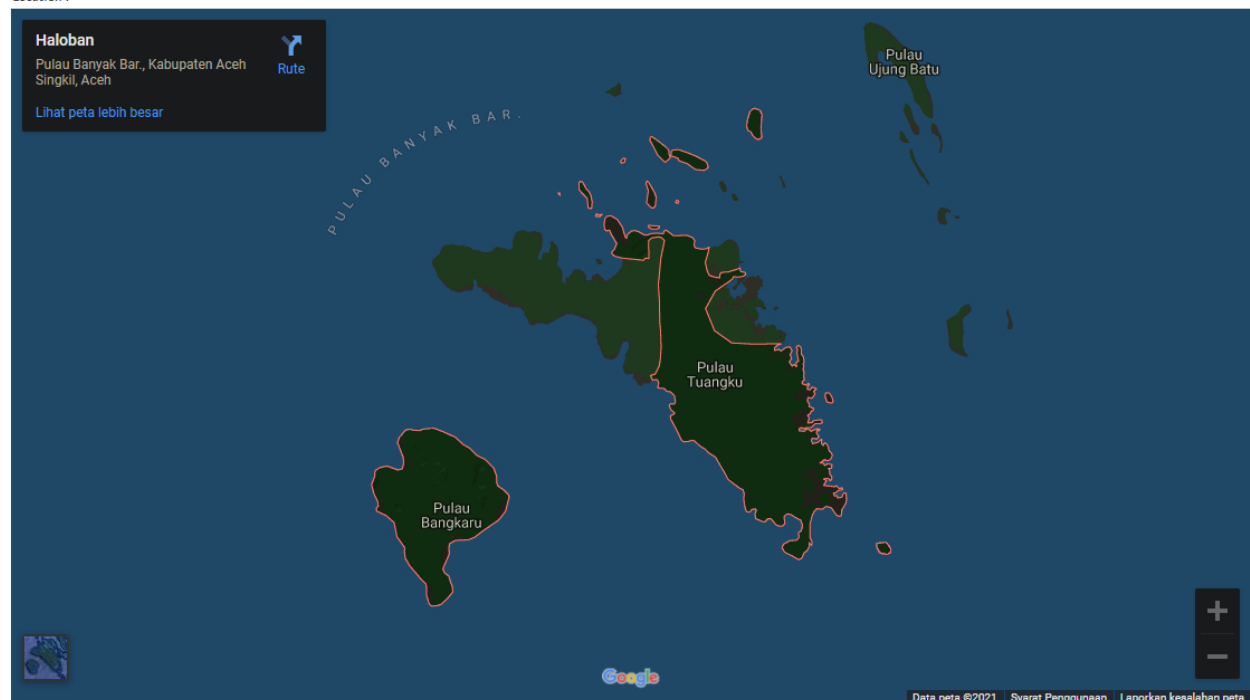 Haloban
Pulau Banyak Bar., Kabupaten Aceh
Singkil, Aceh
Rute
Lihat peta lebih besar
PULAU BANYAK BAR.
Pulau
Ujung Batu
Pulau
Tuangku
Pulau
Bangkaru
+
−
Google
Data peta ©2021 Syarat Penggunaan Laporkan kesalahan peta